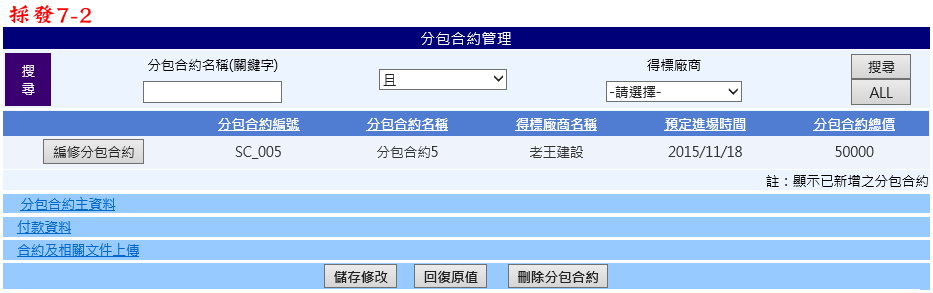 採發7-2
分包合約管理
搜尋 分包合約名稱(關鍵字) 且 得標廠商 -請選擇- 搜尋 ALL
分包合約編號 分包合約名稱 得標廠商名稱 預定進場時間 分包合約總價
編修分包合約 SC_005 分包合約5 老王建設 2015/11/18 50000
註：顯示已新增之分包合約
分包合約主資料
付款資料
合約及相關文件上傳
儲存修改 回復原值 刪除分包合約